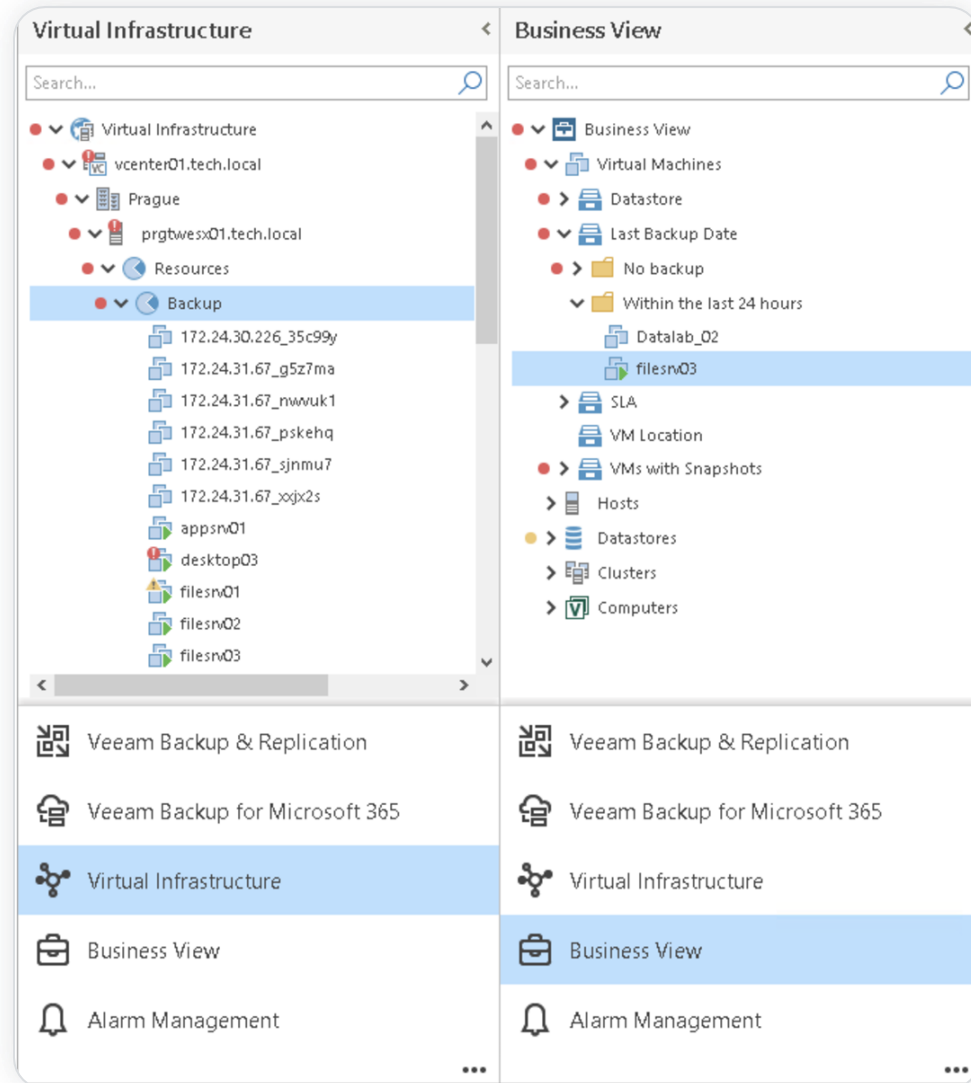 Virtual Infrastructure
Search...
Virtual Infrastructure
vcenter01.tech.local
Prague
prgtwesx01.tech.local
Resources
Backup
172.24.30.226_35c99y
172.24.31.67_g5z7ma
172.24.31.67_nwvuk1
172.24.31.67_pskehq
172.24.31.67_sjnmu7
172.24.31.67_xxjx2s
appsrv01
desktop03
filesrv01
filesrv02
filesrv03
Veeam Backup & Replication
Veeam Backup for Microsoft 365
Virtual Infrastructure
Business View
Alarm Management
Business View
Search...
Business View
Virtual Machines
Datastore
Last Backup Date
No backup
Within the last 24 hours
Datalab_02
filesrv03
SLA
VM Location
VMs with Snapshots
Hosts
Datastores
Clusters
Computers
Veeam Backup & Replication
Veeam Backup for Microsoft 365
Virtual Infrastructure
Business View
Alarm Management